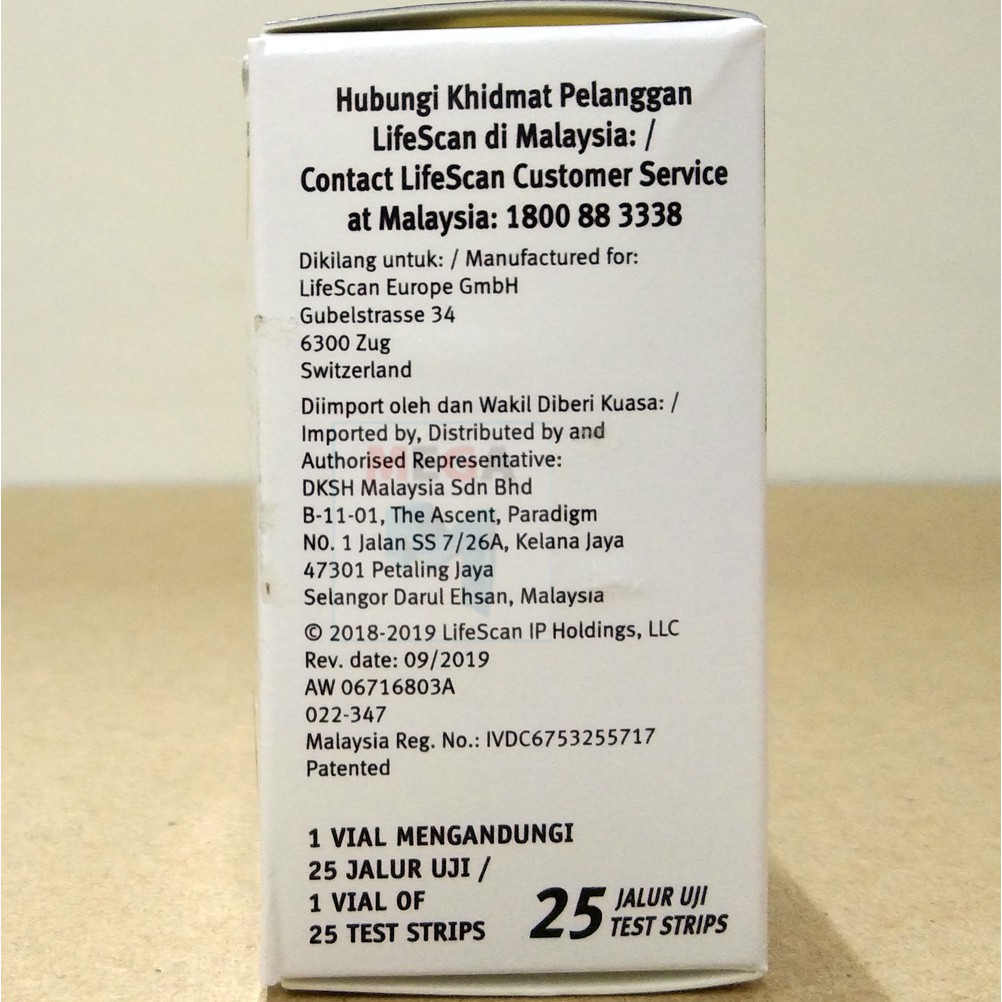 Hubungi Khidmat Pelanggan
LifeScan di Malaysia: /
Contact LifeScan Customer Service
at Malaysia: 1800 88 3338
Dikilang untuk: / Manufactured for:
LifeScan Europe GmbH
Gubelstrasse 34
6300 Zug
Switzerland
Diimport oleh dan Wakil Diberi Kuasa: /
Imported by, Distributed by and
Authorised Representative:
DKSH Malaysia Sdn Bhd
B-11-01, The Ascent, Paradigm
NO. 1 Jalan SS 7/26A, Kelana Jaya
47301 Petaling Jaya
Selangor Darul Ehsan, Malaysia
© 2018-2019 LifeScan IP Holdings, LLC
Rev. date: 09/2019
AW 06716803A
022-347
Malaysia Reg. No.: IVDC6753255717
Patented
1 VIAL MENGANDUNGI
25 JALUR UJI /
1 VIAL OF
25 TEST STRIPS
25 JALUR UJI
TEST STRIPS
MEGA